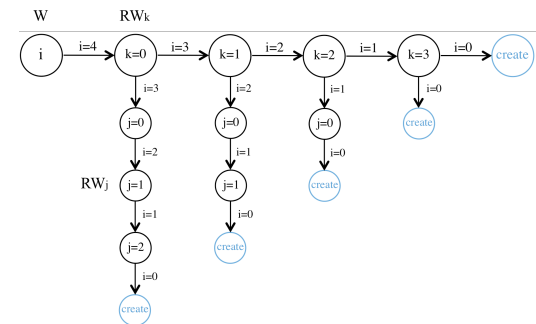 W RWk
i i=4 k=0 i=3 k=1 i=2 k=2 i=1 k=3 i=0 create
i=3 i=2 i=1 i=0
j=0 j=0 j=0 create
i=2 i=1 i=0
RWj j=1 j=1 create
i=1 i=0
j=2 create
i=0
create